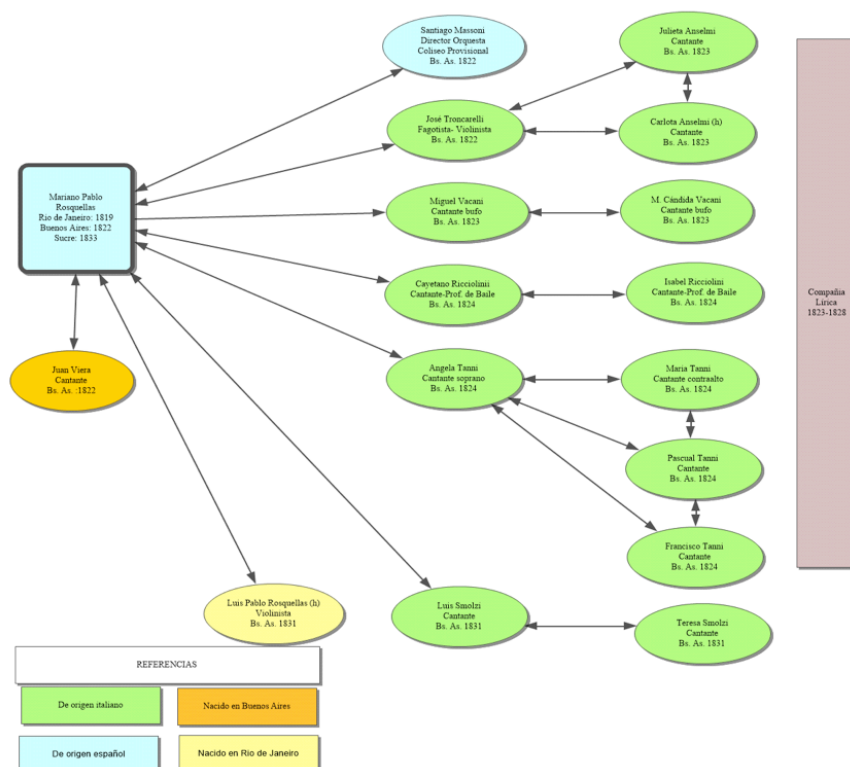 Santiago Massoni
Director Orquesta
Coliseo Provisional
Bs. As. 1822
Julieta Anselmi
Cantante
Bs. As. 1823
José Troncarelli
Fagotista- Violinista
Bs. As. 1822
Carlota Anselmi (h)
Cantante
Bs. As. 1823
Mariano Pablo
Rosquellas
Rio de Janeiro: 1819
Buenos Aires: 1822
Sucre: 1833
Miguel Vacani
Cantante bufo
Bs. As. 1823
M. Cándida Vacani
Cantante bufo
Bs. As. 1823
Cayetano Ricciolinii
Cantante-Prof. de Baile
Bs. As. 1824
Isabel Ricciolini
Cantante-Prof. de Baile
Bs. As. 1824
Compañia
Lirica
1823-1828
Juan Viera
Cantante
Bs. As. :1822
Angela Tanni
Cantante soprano
Bs. As. 1824
Maria Tanni
Cantante contraalto
Bs. As. 1824
Pascual Tanni
Cantante
Bs. As. 1824
Francisco Tanni
Cantante
Bs. As. 1824
Luis Pablo Rosquellas (h)
Violinista
Bs. As. 1831
Luis Smolzi
Cantante
Bs. As. 1831
Teresa Smolzi
Cantante
Bs. As. 1831
REFERENCIAS
De origen italiano
Nacido en Buenos Aires
De origen español
Nacido en Rio de Janeiro